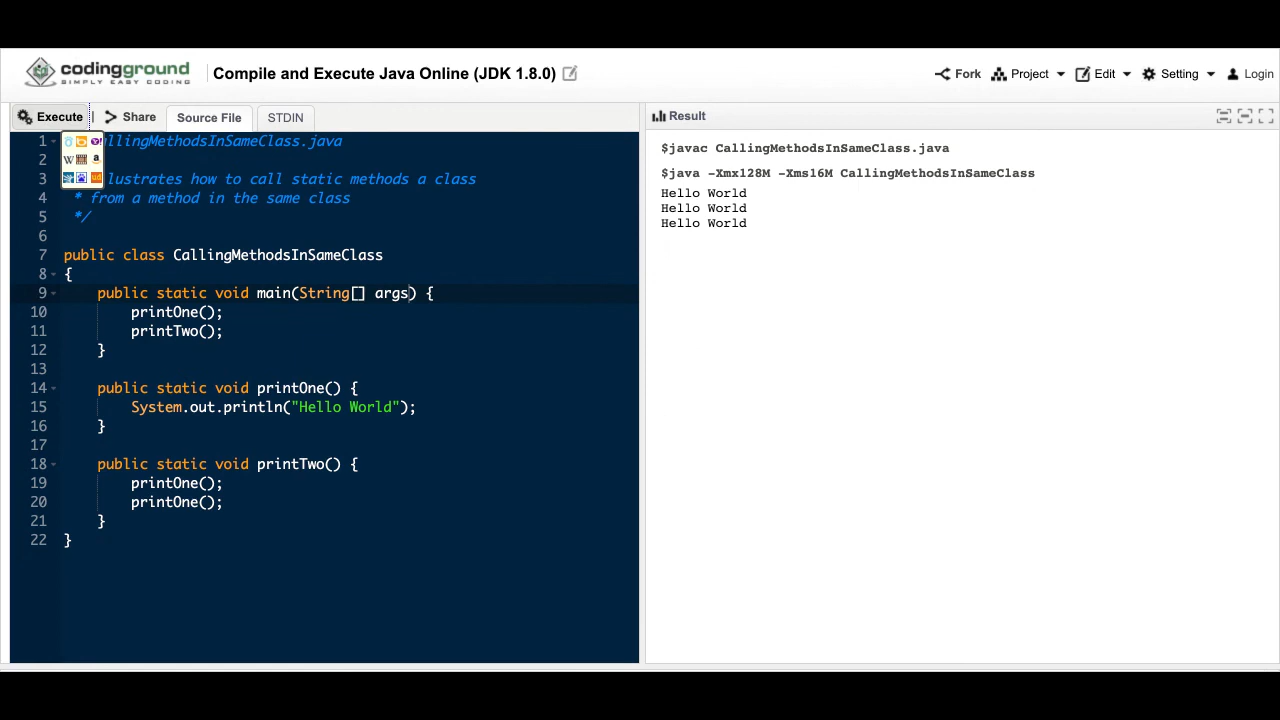 codingground
SIMPLY EASY CODING
Compile and Execute Java Online (JDK 1.8.0)
Fork Project Edit Setting Login
Execute | Share Source File STDIN
Result
1 allingMethodsInSameClass.java
2
3 lustrates how to call static methods a class
4 * from a method in the same class
5 */
6
7 public class CallingMethodsInSameClass
8 {
9 public static void main(String[] args) {
10 printOne();
11 printTwo();
12 }
13
14 public static void printOne() {
15 System.out.println("Hello World");
16 }
17
18 public static void printTwo() {
19 printOne();
20 printOne();
21 }
22 }
$javac CallingMethodsInSameClass.java
$java -Xmx128M -Xms16M CallingMethodsInSameClass
Hello World
Hello World
Hello World